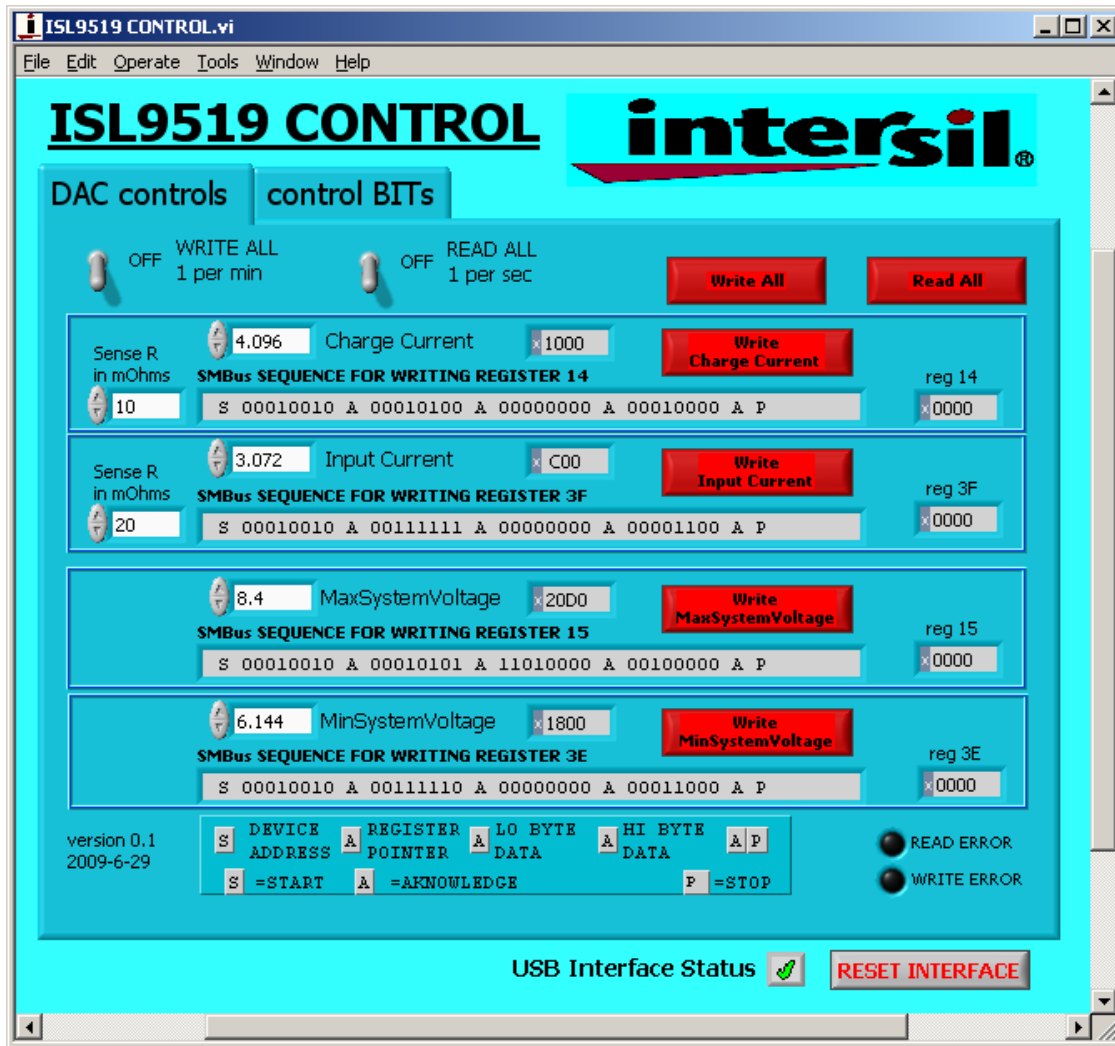 ISL9519 CONTROL.vi
File Edit Operate Tools Window Help
ISL9519 CONTROL
intersil®
DAC controls control BITs
OFF WRITE ALL
1 per min
OFF READ ALL
1 per sec
Write All Read All
Sense R
in mOhms
10
4.096 Charge Current x 1000
Write
Charge Current
SMBus SEQUENCE FOR WRITING REGISTER 14
S 00010010 A 00010100 A 00000000 A 00010000 A P
reg 14
x 0000
Sense R
in mOhms
20
3.072 Input Current x C00
Write
Input Current
SMBus SEQUENCE FOR WRITING REGISTER 3F
S 00010010 A 00111111 A 00000000 A 00001100 A P
reg 3F
x 0000
8.4 MaxSystemVoltage x 20D0
Write
MaxSystemVoltage
SMBus SEQUENCE FOR WRITING REGISTER 15
S 00010010 A 00010101 A 11010000 A 00100000 A P
reg 15
x 0000
6.144 MinSystemVoltage x 1800
Write
MinSystemVoltage
SMBus SEQUENCE FOR WRITING REGISTER 3E
S 00010010 A 00111110 A 00000000 A 00011000 A P
reg 3E
x 0000
version 0.1
2009-6-29
S DEVICE ADDRESS A REGISTER POINTER A LO BYTE DATA A HI BYTE DATA A P
S =START A =AKNOWLEDGE P =STOP
READ ERROR
WRITE ERROR
USB Interface Status RESET INTERFACE